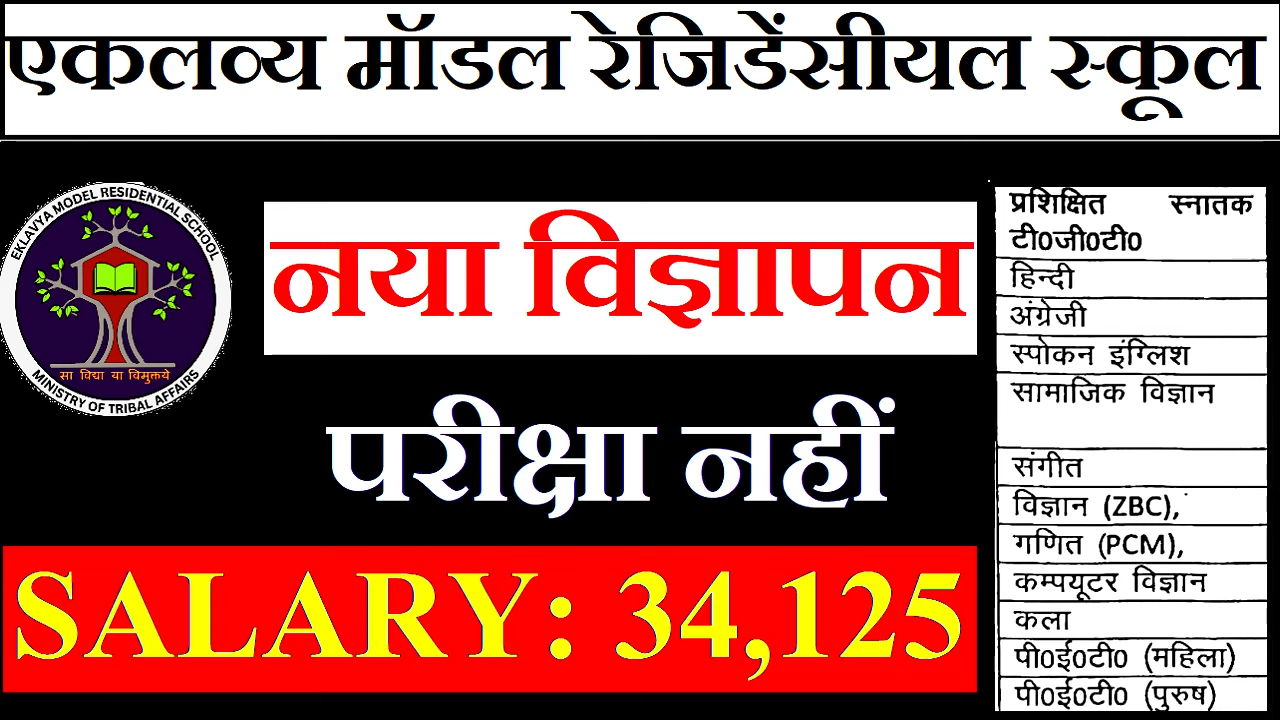 एकलव्य मॉडल रेजिडेंसीयल स्कूल
EKLAVYA MODEL RESIDENTIAL SCHOOL
सा विद्या या विमुक्तये
MINISTRY OF TRIBAL AFFAIRS
नया विज्ञापन
परीक्षा नहीं
SALARY: 34,125
प्रशिक्षित स्नातक
टी0जी0टी0
हिन्दी
अंग्रेजी
स्पोकन इंग्लिश
सामाजिक विज्ञान
संगीत
विज्ञान (ZBC),
गणित (PCM),
कम्पयूटर विज्ञान
कला
पी0ई0टी0 (महिला)
पी0ई0टी0 (पुरुष)